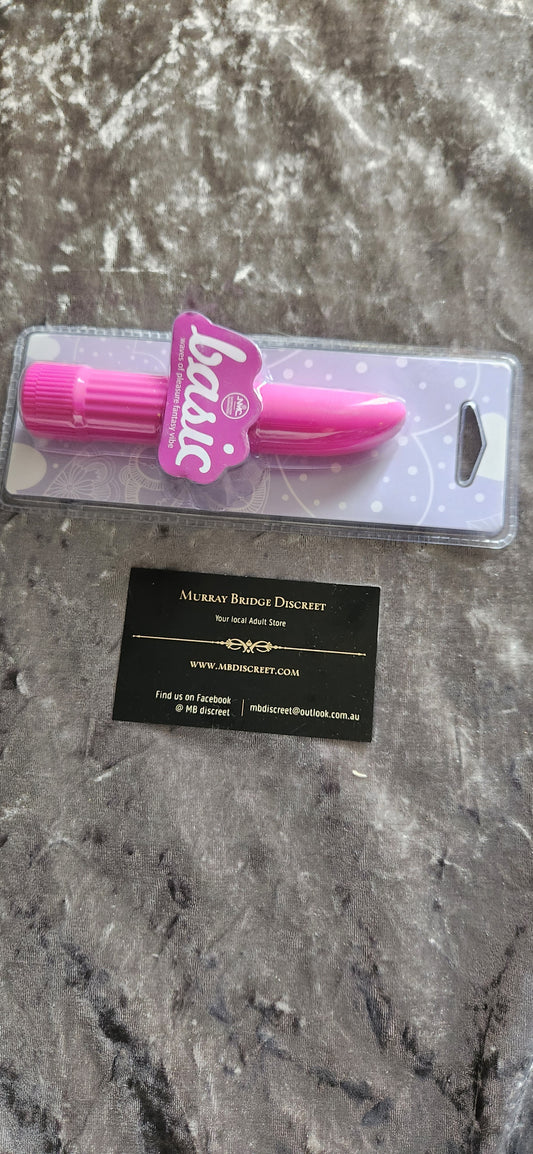 basic
waves of pleasure fantasy vibe
Murray Bridge Discreet
Your local Adult Store
www.mbdiscreet.com
Find us on Facebook
@ MB discreet
mbdiscreet@outlook.com.au